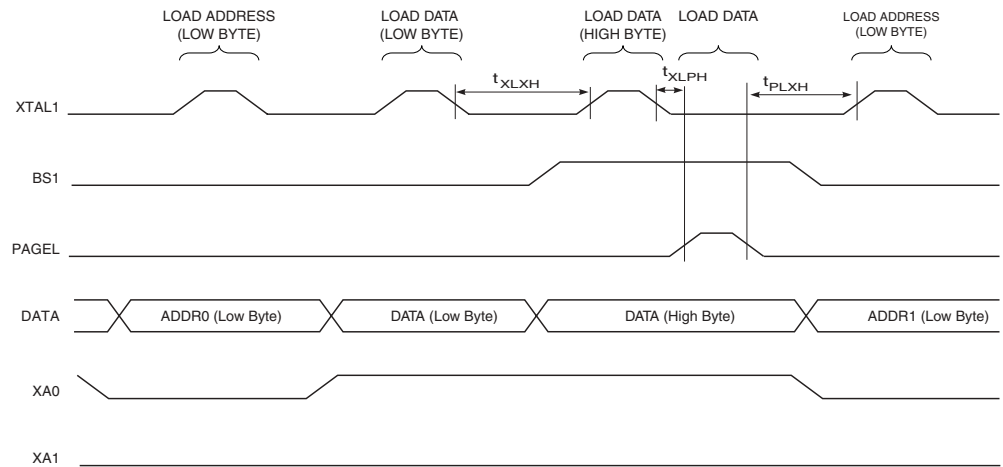 LOAD ADDRESS
(LOW BYTE)
LOAD DATA
(LOW BYTE)
LOAD DATA
(HIGH BYTE)
LOAD DATA
LOAD ADDRESS
(LOW BYTE)
XTAL1
tXLXH
tXLPH
tPLXH
BS1
PAGEL
DATA
ADDR0 (Low Byte)
DATA (Low Byte)
DATA (High Byte)
ADDR1 (Low Byte)
XA0
XA1